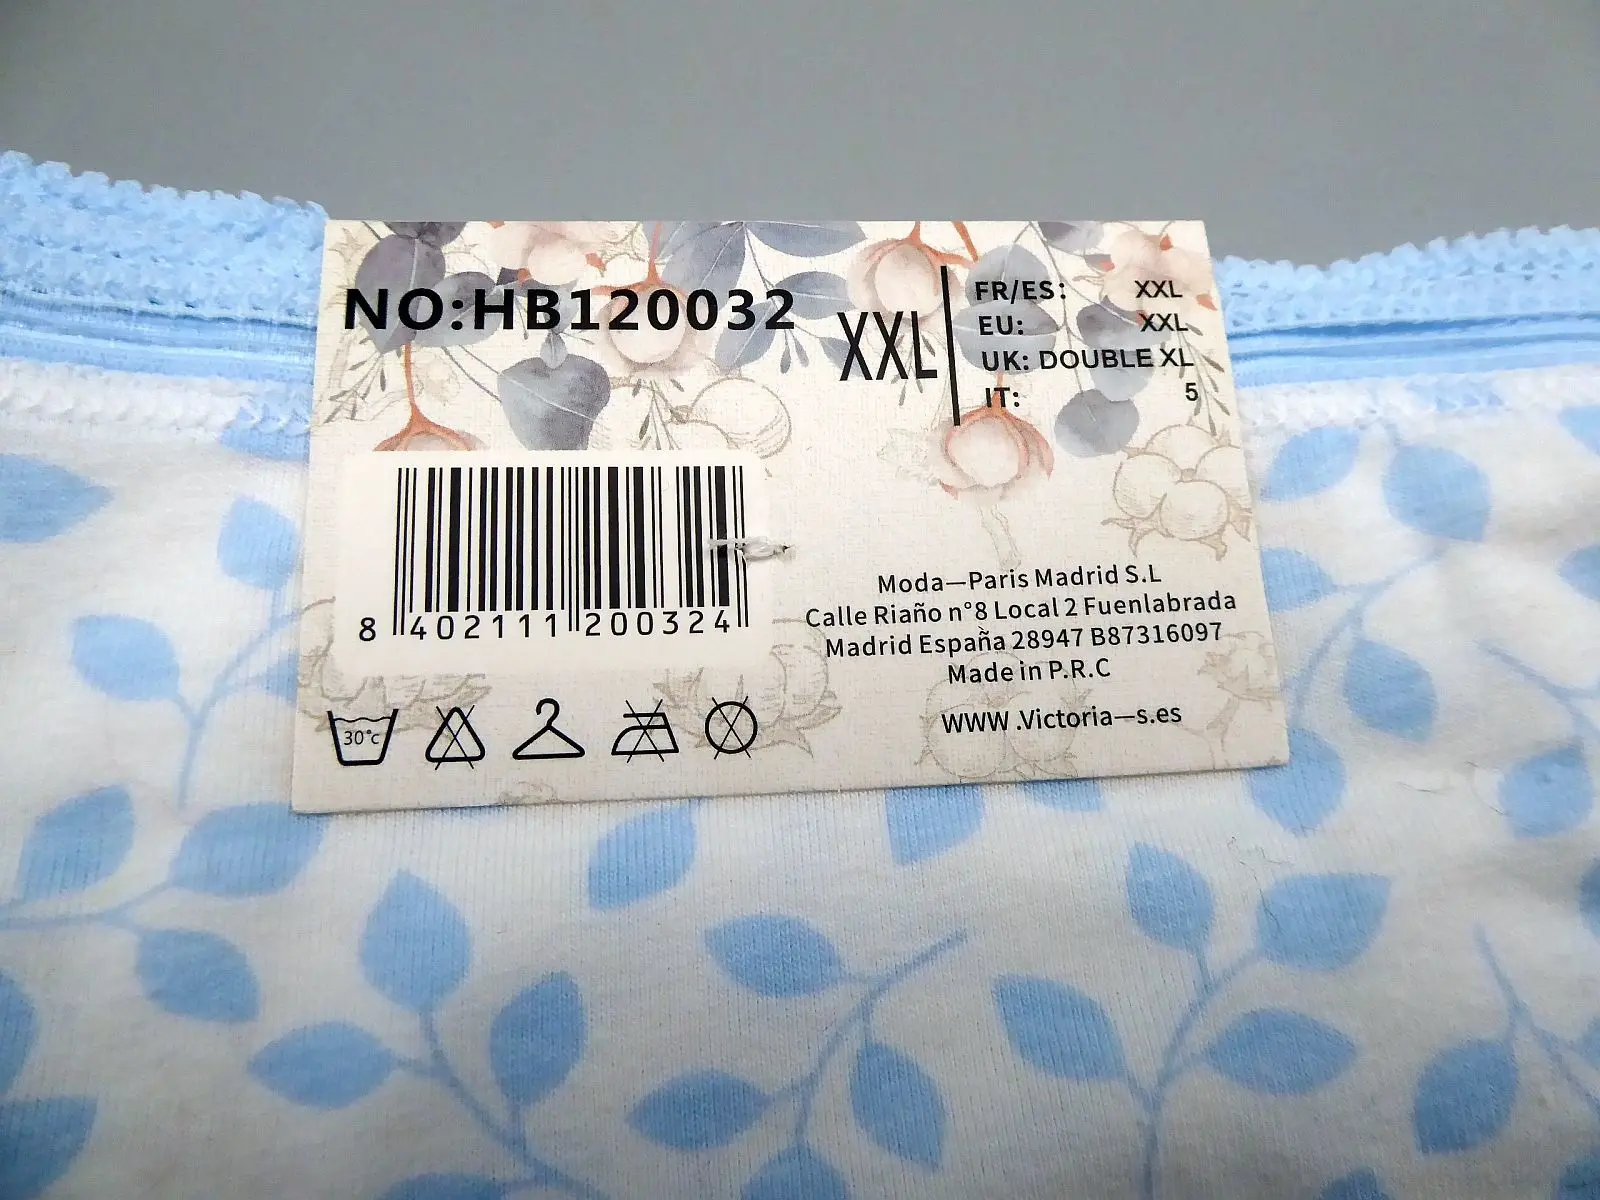 NO:HB120032
XXL
FR/ES: XXL
EU: XXL
UK: DOUBLE XL
IT: 5
8 402111 200324
Moda—Paris Madrid S.L
Calle Riaño n°8 Local 2 Fuenlabrada
Madrid España 28947 B87316097
Made in P.R.C
WWW .Victoria—s.es
30°c